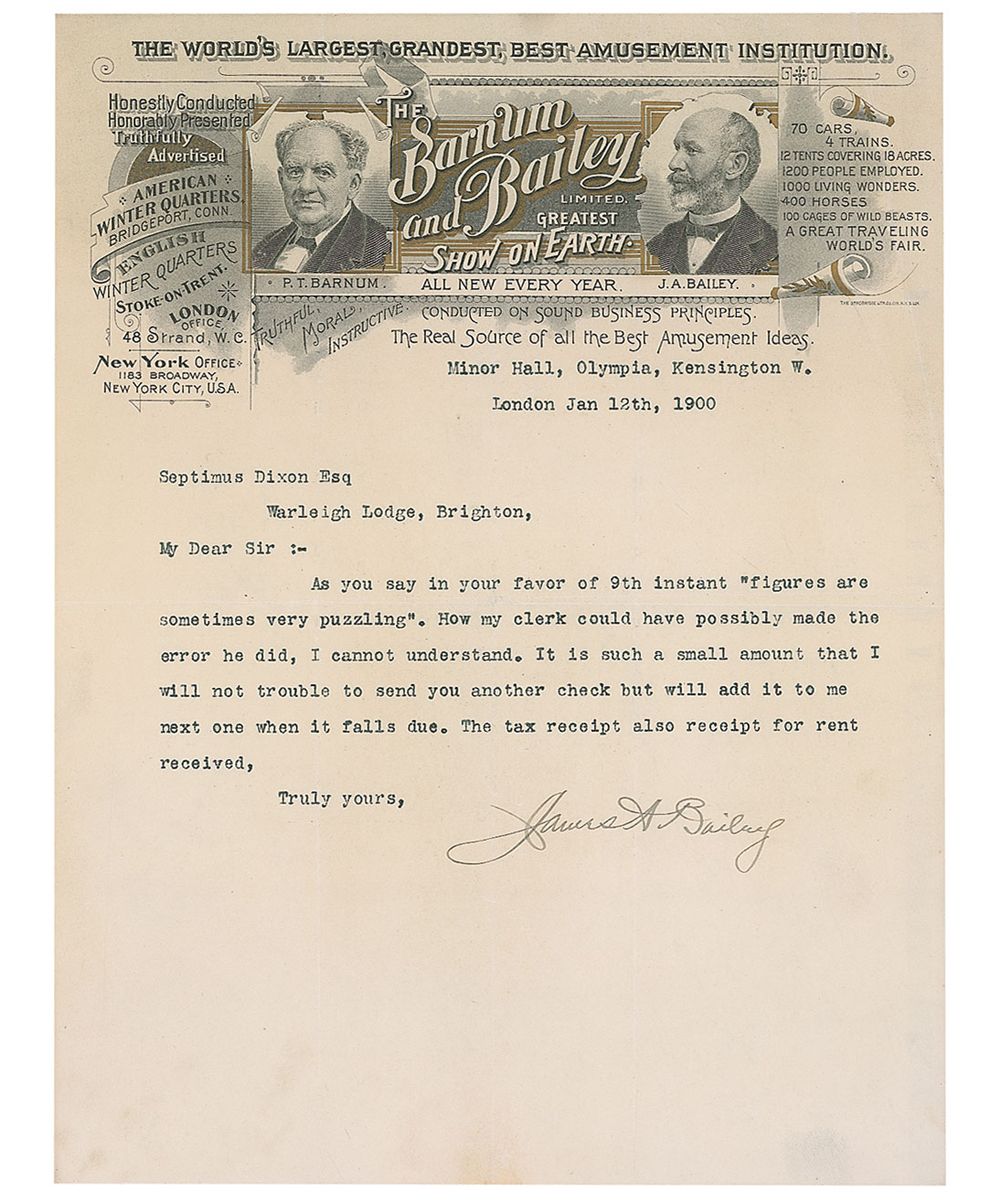 THE WORLD'S LARGEST, GRANDEST, BEST AMUSEMENT INSTITUTION.
Honestly Conducted
Honorably Presented
Truthfully
Advertised
AMERICAN
WINTER QUARTERS,
BRIDGEPORT, CONN.
ENGLISH
WINTER QUARTERS
STOKE-ON-TRENT.
LONDON
OFFICE,
48 Strand, W. C.
New York OFFICE
1183 BROADWAY,
NEW YORK CITY, U.S.A.
THE
Barnum
and Bailey
LIMITED.
GREATEST
SHOW ON EARTH.
P.T. BARNUM.
ALL NEW EVERY YEAR.
J.A. BAILEY.
70 CARS,
4 TRAINS.
12 TENTS COVERING 18 ACRES.
1200 PEOPLE EMPLOYED.
1000 LIVING WONDERS.
400 HORSES
100 CAGES OF WILD BEASTS.
A GREAT TRAVELING
WORLD'S FAIR.
TRUTHFUL,
MORAL,
INSTRUCTIVE.
CONDUCTED ON SOUND BUSINESS PRINCIPLES.
The Real Source of all the Best Amusement Ideas.
Minor Hall, Olympia, Kensington W.
London Jan 12th, 1900
Septimus Dixon Esq
Warleigh Lodge, Brighton,
My Dear Sir :-
As you say in your favor of 9th instant "figures are
sometimes very puzzling". How my clerk could have possibly made the
error he did, I cannot understand. It is such a small amount that I
will not trouble to send you another check but will add it to me
next one when it falls due. The tax receipt also receipt for rent
received,
Truly yours,
James A Bailey